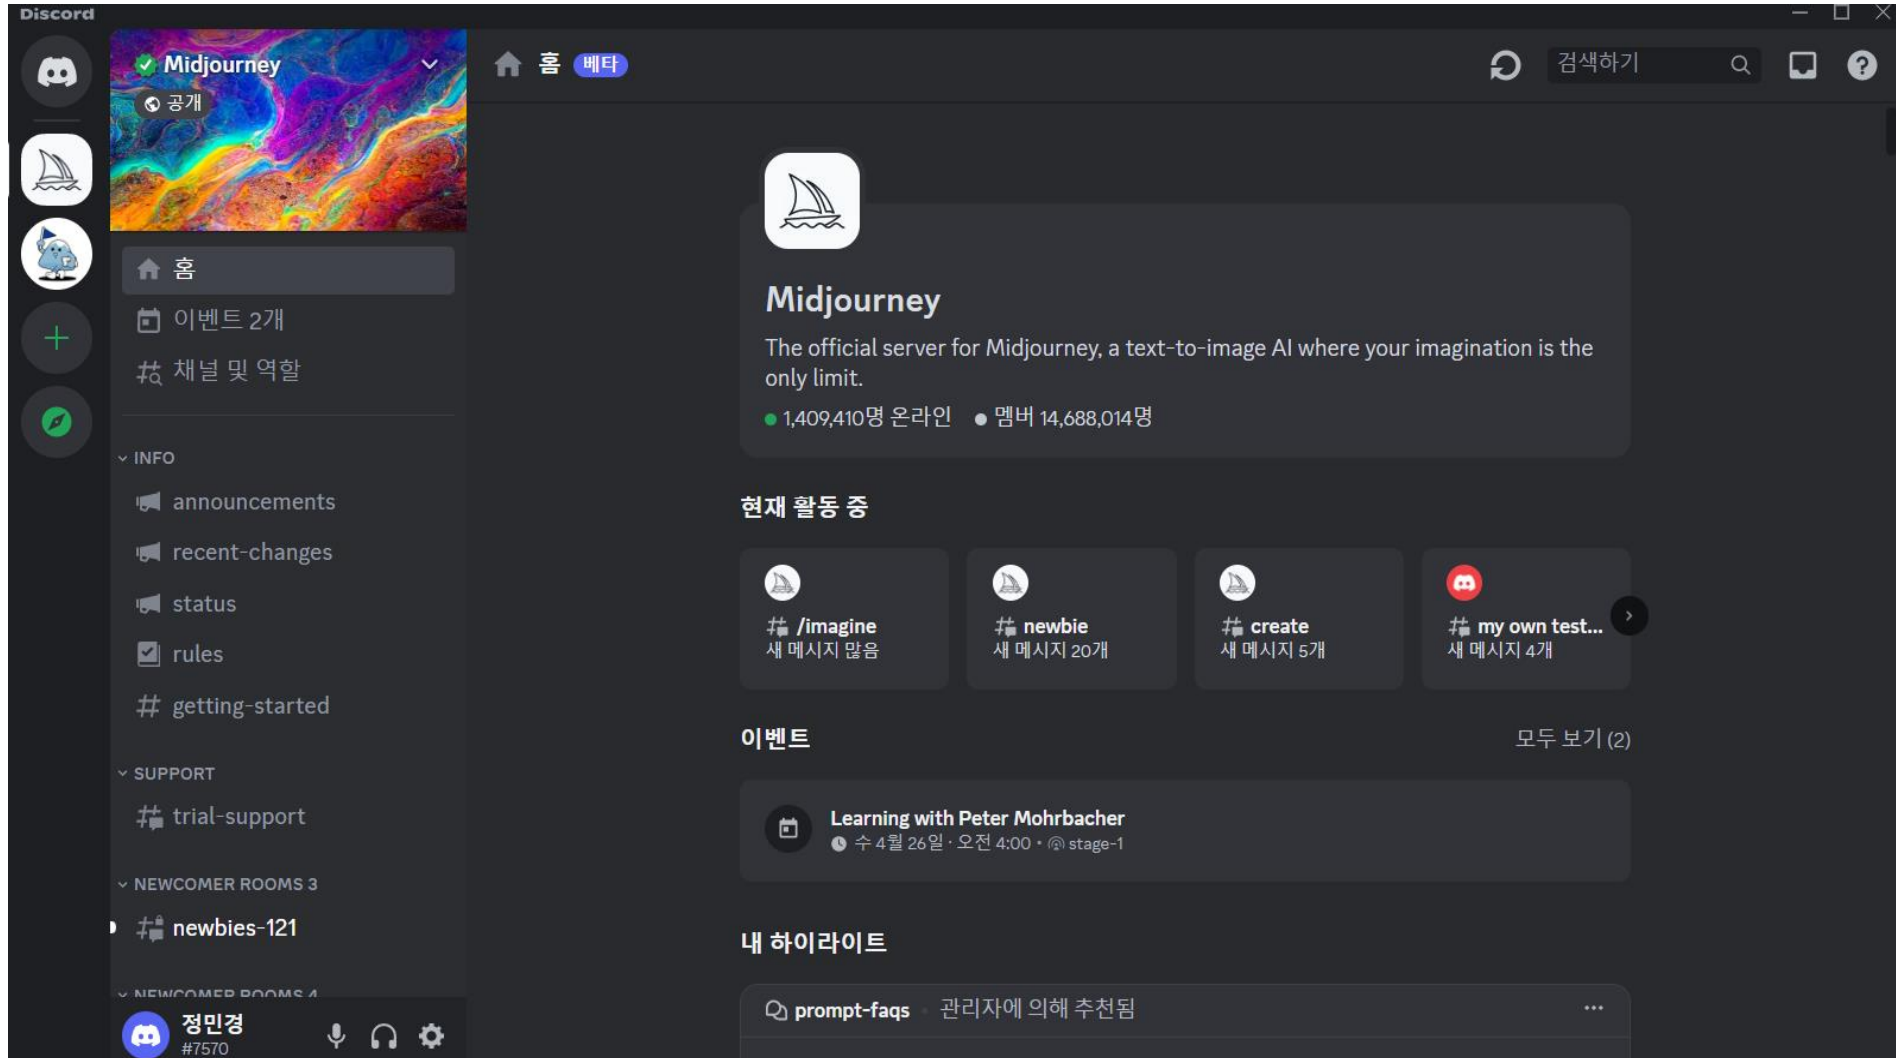 Discord
Midjourney
공개
홈
이벤트 2개
채널 및 역할
INFO
announcements
recent-changes
status
rules
getting-started
SUPPORT
trial-support
NEWCOMER ROOMS 3
newbies-121
NEWCOMER ROOMS 4
정민경
#7570
홈 베타
검색하기
Midjourney
The official server for Midjourney, a text-to-image AI where your imagination is the
only limit.
1,409,410명 온라인 멤버 14,688,014명
현재 활동 중
/imagine
새 메시지 많음
newbie
새 메시지 20개
create
새 메시지 5개
my own test...
새 메시지 4개
이벤트
모두 보기 (2)
Learning with Peter Mohrbacher
수 4월 26일 · 오전 4:00 • stage-1
내 하이라이트
prompt-faqs 관리자에 의해 추천됨